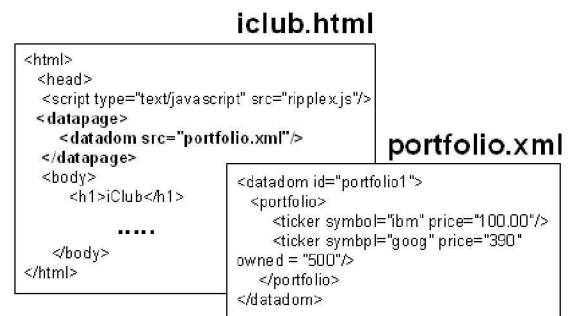 iclub.html
<html>
<head>
<script type="text/javascript" src="ripplex.js"/>
<datapage>
<datadom src="portfolio.xml"/>
</datapage>
<body>
<h1>iClub</h1>
.....
</body>
</html>
portfolio.xml
<datadom id="portfolio1">
<portfolio>
<ticker symbol="ibm" price="100.00"/>
<ticker symbpl="goog" price="390"
owned = "500"/>
</portfolio>
</datadom>